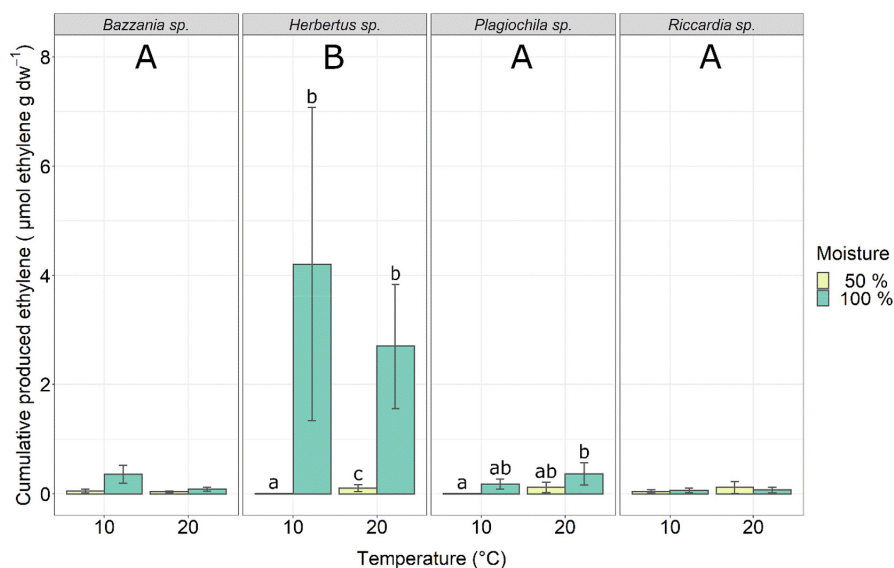 Bazzania sp. Herbertus sp. Plagiochila sp. Riccardia sp.
A B A A
8
6
4
2
0
b
b
a
c
a
ab
ab
b
10 20 10 20 10 20 10 20
Temperature (°C)
Cumulative produced ethylene ( µmol ethylene g dw⁻¹)
Moisture
50 %
100 %